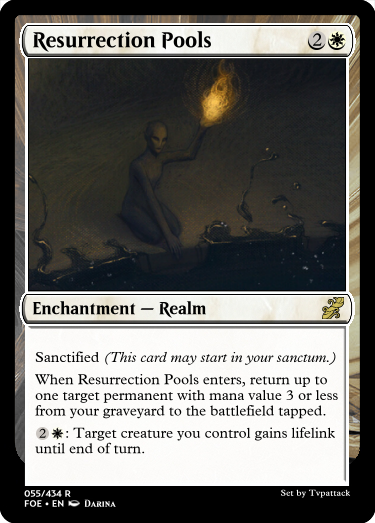 Resurrection Pools 2
Enchantment — Realm
Sanctified (This card may start in your sanctum.)
When Resurrection Pools enters, return up to
one target permanent with mana value 3 or less
from your graveyard to the battlefield tapped.
2 : Target creature you control gains lifelink
until end of turn.
055/434 R
Set by Tvpattack
FOE • EN Darina